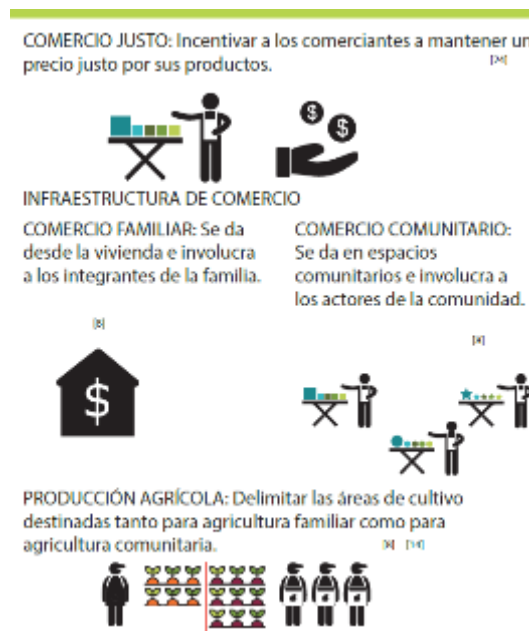 COMERCIO JUSTO: Incentivar a los comerciantes a mantener un
precio justo por sus productos.
$ $
INFRAESTRUCTURA DE COMERCIO
COMERCIO FAMILIAR: Se da
desde la vivienda e involucra
a los integrantes de la familia.
COMERCIO COMUNITARIO:
Se da en espacios
comunitarios e involucra a
los actores de la comunidad.
$
PRODUCCIÓN AGRÍCOLA: Delimitar las áreas de cultivo
destinadas tanto para agricultura familiar como para
agricultura comunitaria.